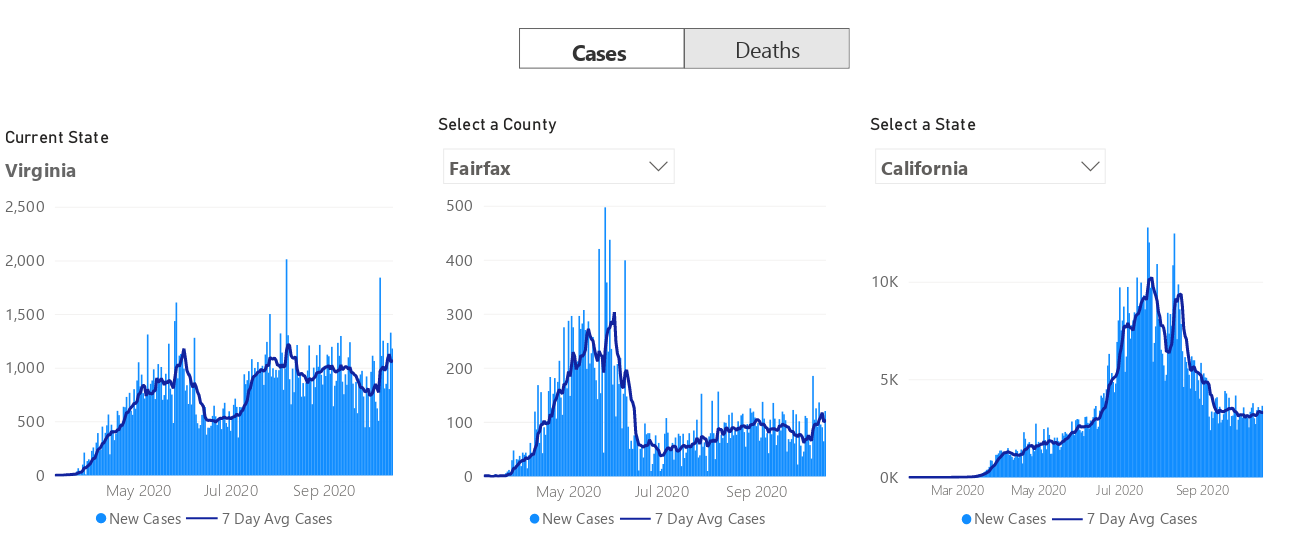 Cases Deaths
Current State
Virginia
2,500
2,000
1,500
1,000
500
0
May 2020 Jul 2020 Sep 2020
New Cases 7 Day Avg Cases
Select a County
Fairfax
500
400
300
200
100
0
May 2020 Jul 2020 Sep 2020
New Cases 7 Day Avg Cases
Select a State
California
10K
5K
0K
Mar 2020 May 2020 Jul 2020 Sep 2020
New Cases 7 Day Avg Cases